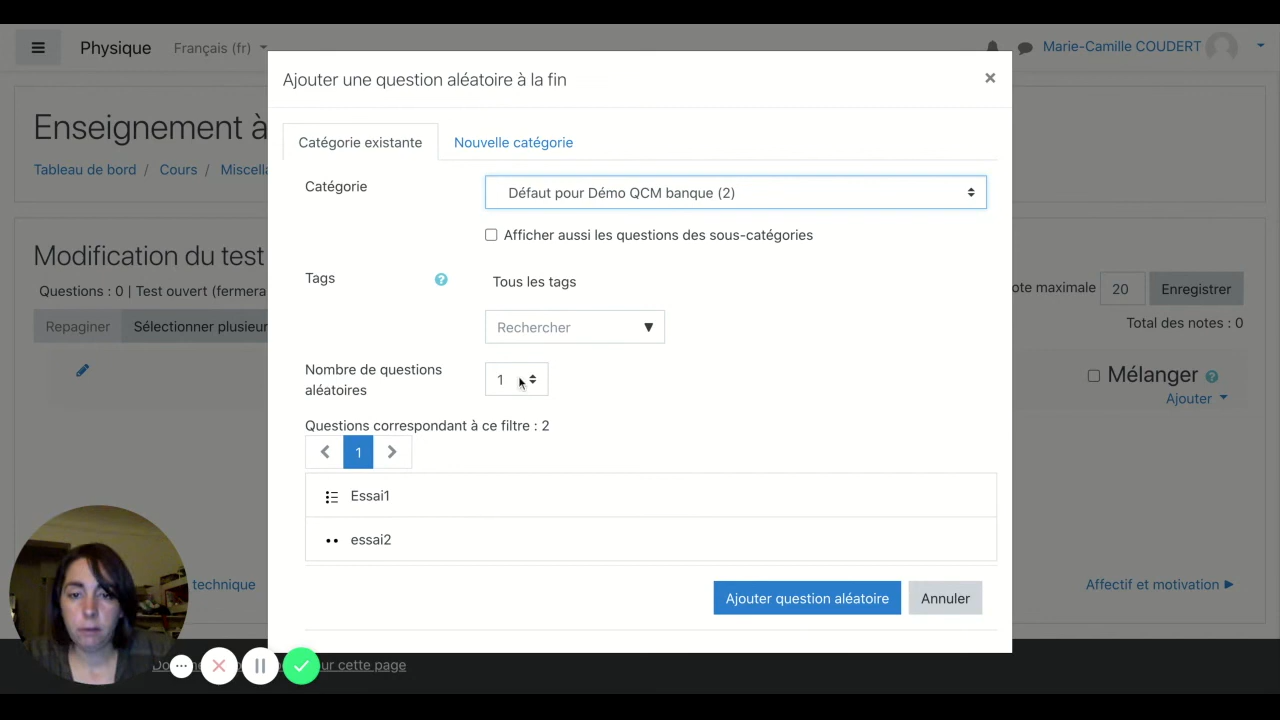 Physique
Français (fr)
Marie-Camille COUDERT
Ajouter une question aléatoire à la fin
×
Enseignement à
Catégorie existante
Nouvelle catégorie
Tableau de bord / Cours /
Catégorie
Défaut pour Démo QCM banque (2)
Afficher aussi les questions des sous-catégories
Modification du test
Tags
?
Tous les tags
Questions : 0 | Test ouvert (fermera
ote maximale
20
Enregistrer
Repaginer
Rechercher
Total des notes : 0
Nombre de questions
aléatoires
1
Mélanger
?
Ajouter
Questions correspondant à ce filtre : 2
1
Essai1
essai2
technique
Affectif et motivation
Ajouter question aléatoire
Annuler
ur cette page